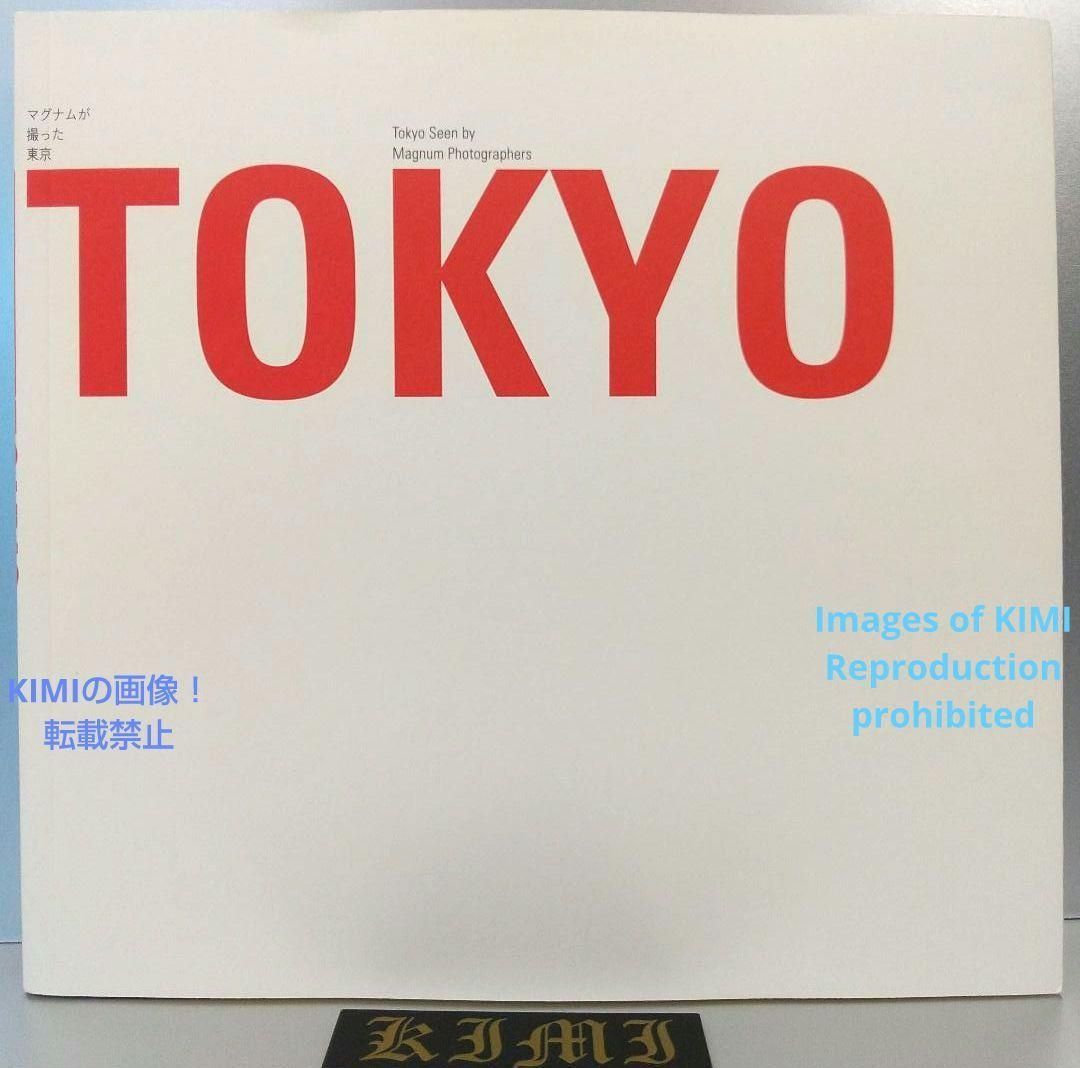 マグナムが
撮った
東京
Tokyo Seen by
Magnum Photographers
TOKYO
Images of KIMI
Reproduction
prohibited
KIMIの画像！
転載禁止
KIMI